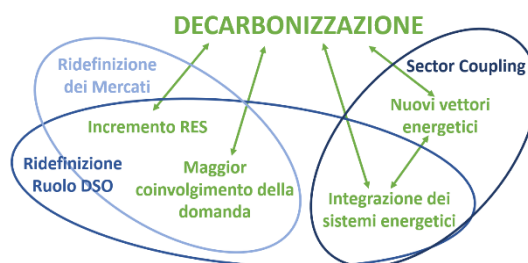 DECARBONIZZAZIONE
Ridefinizione
dei Mercati
Sector Coupling
Incremento RES
Nuovi vettori
energetici
Ridefinizione
Ruolo DSO
Maggior
coinvolgimento della
domanda
Integrazione dei
sistemi energetici